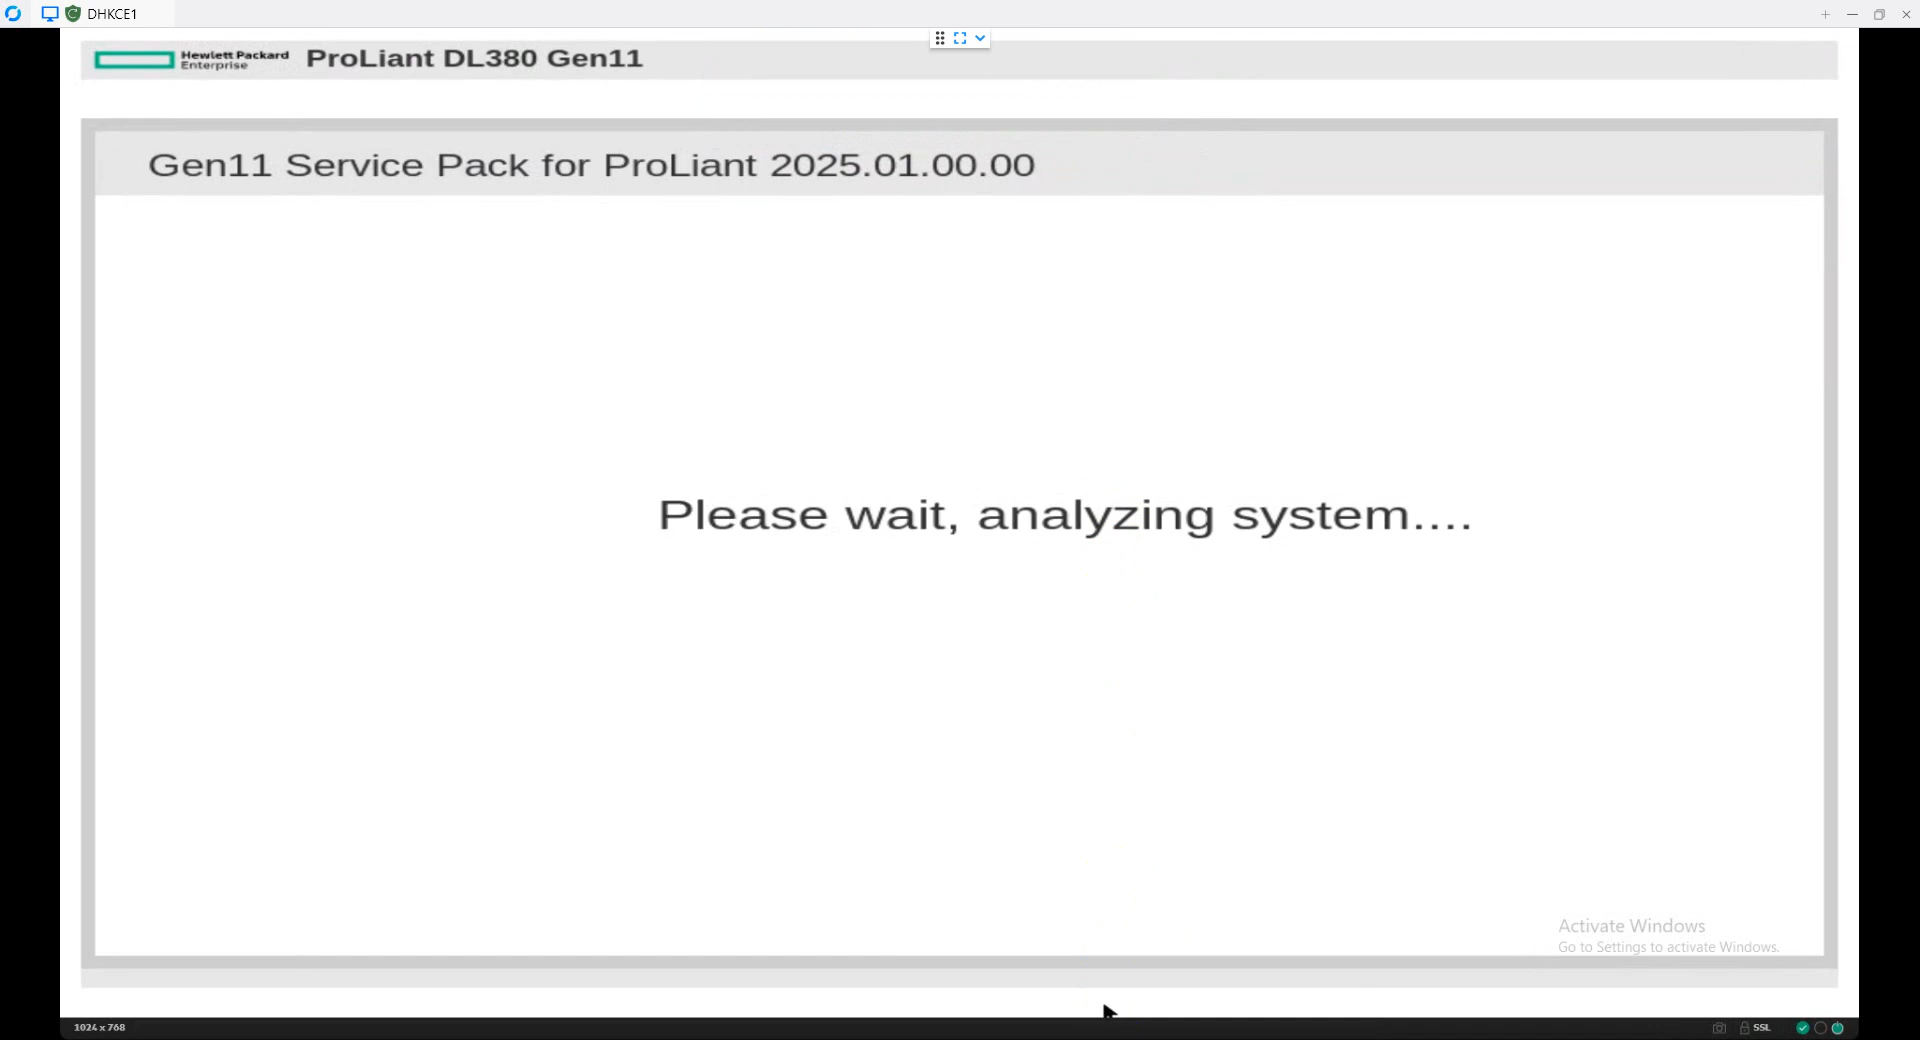 DHKCE1
Hewlett Packard
Enterprise
ProLiant DL380 Gen11
Gen11 Service Pack for ProLiant 2025.01.00.00
Please wait, analyzing system....
Activate Windows
Go to Settings to activate Windows.
1024 x 768
SSL